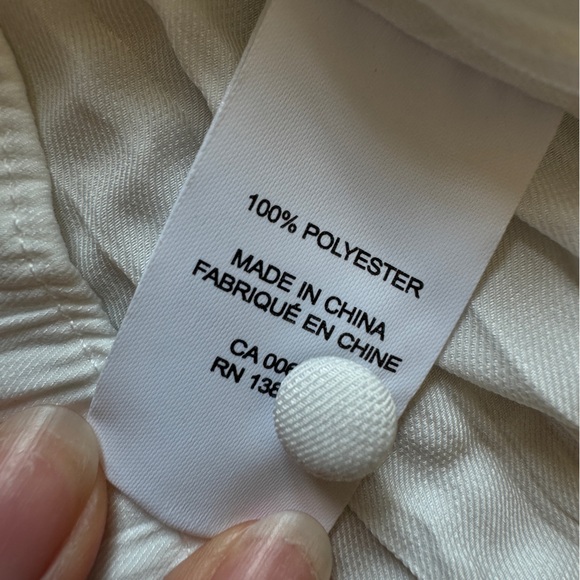 100% POLYESTER
MADE IN CHINA
FABRIQUÉ EN CHINE
CA
RN